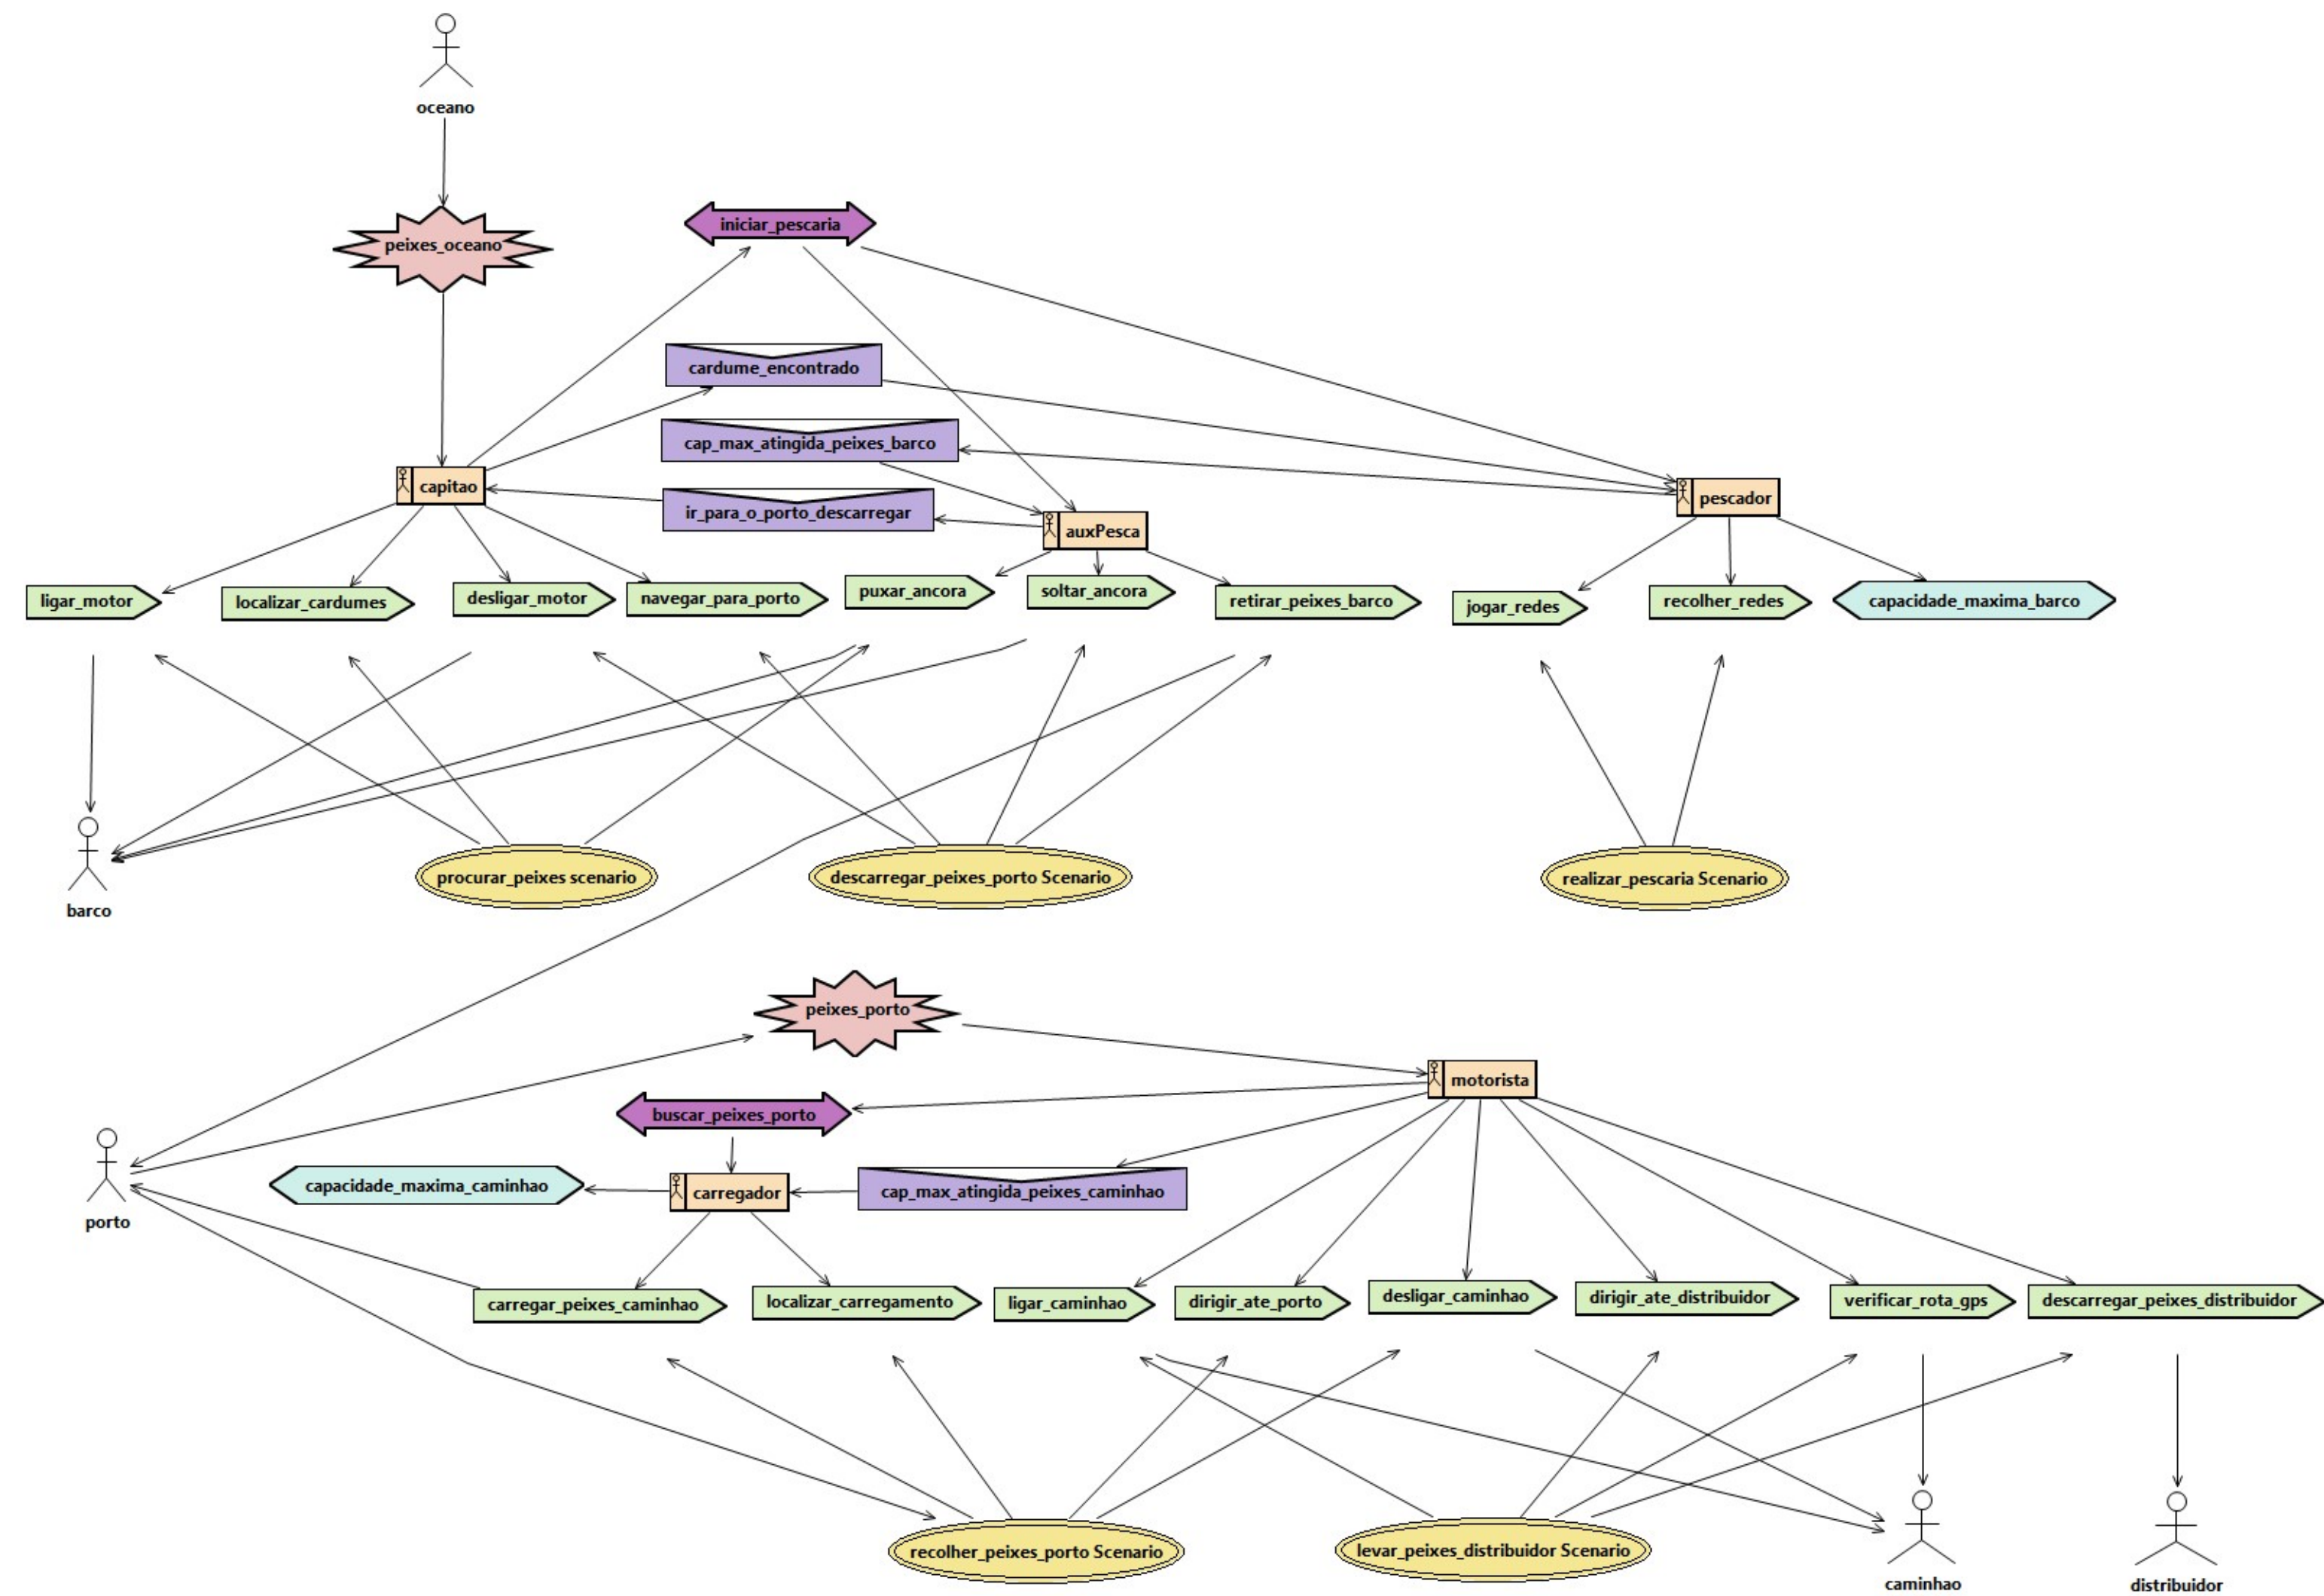 oceano
peixes_oceano
iniciar_pescaria
cardume_encontrado
cap_max_atingida_peixes_barco
capitao
ir_para_o_porto_descarregar
pescador
auxPesca
ligar_motor
localizar_cardumes
desligar_motor
navegar_para_porto
puxar_ancora
soltar_ancora
retirar_peixes_barco
jogar_redes
recolher_redes
capacidade_maxima_barco
barco
procurar_peixes scenario
descarregar_peixes_porto Scenario
realizar_pescaria Scenario
peixes_porto
motorista
buscar_peixes_porto
porto
capacidade_maxima_caminhao
carregador
cap_max_atingida_peixes_caminhao
carregar_peixes_caminhao
localizar_carregamento
ligar_caminhao
dirigir_ate_porto
desligar_caminhao
dirigir_ate_distribuidor
verificar_rota_gps
descarregar_peixes_distribuidor
recolher_peixes_porto Scenario
levar_peixes_distribuidor Scenario
caminhao
distribuidor